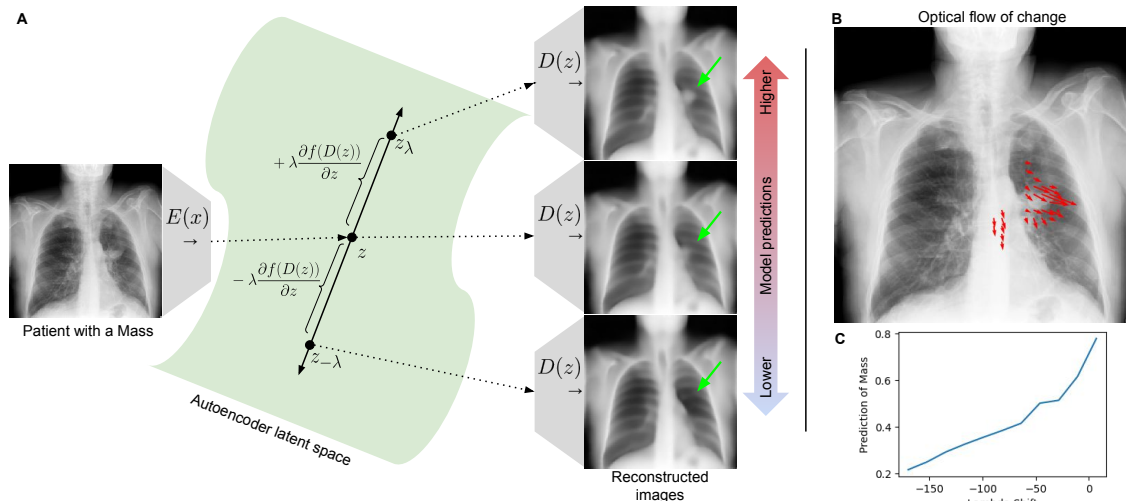 A
E(x)
→
Patient with a Mass
+ λ ∂f(D(z))/∂z
z_λ
z
− λ ∂f(D(z))/∂z
z_{−λ}
Autoencoder latent space
D(z)
→
D(z)
→
D(z)
→
Reconstructed
images
Higher
Model predictions
Lower
B
Optical flow of change
C
Prediction of Mass
0.8
0.6
0.4
0.2
−150
−100
−50
0